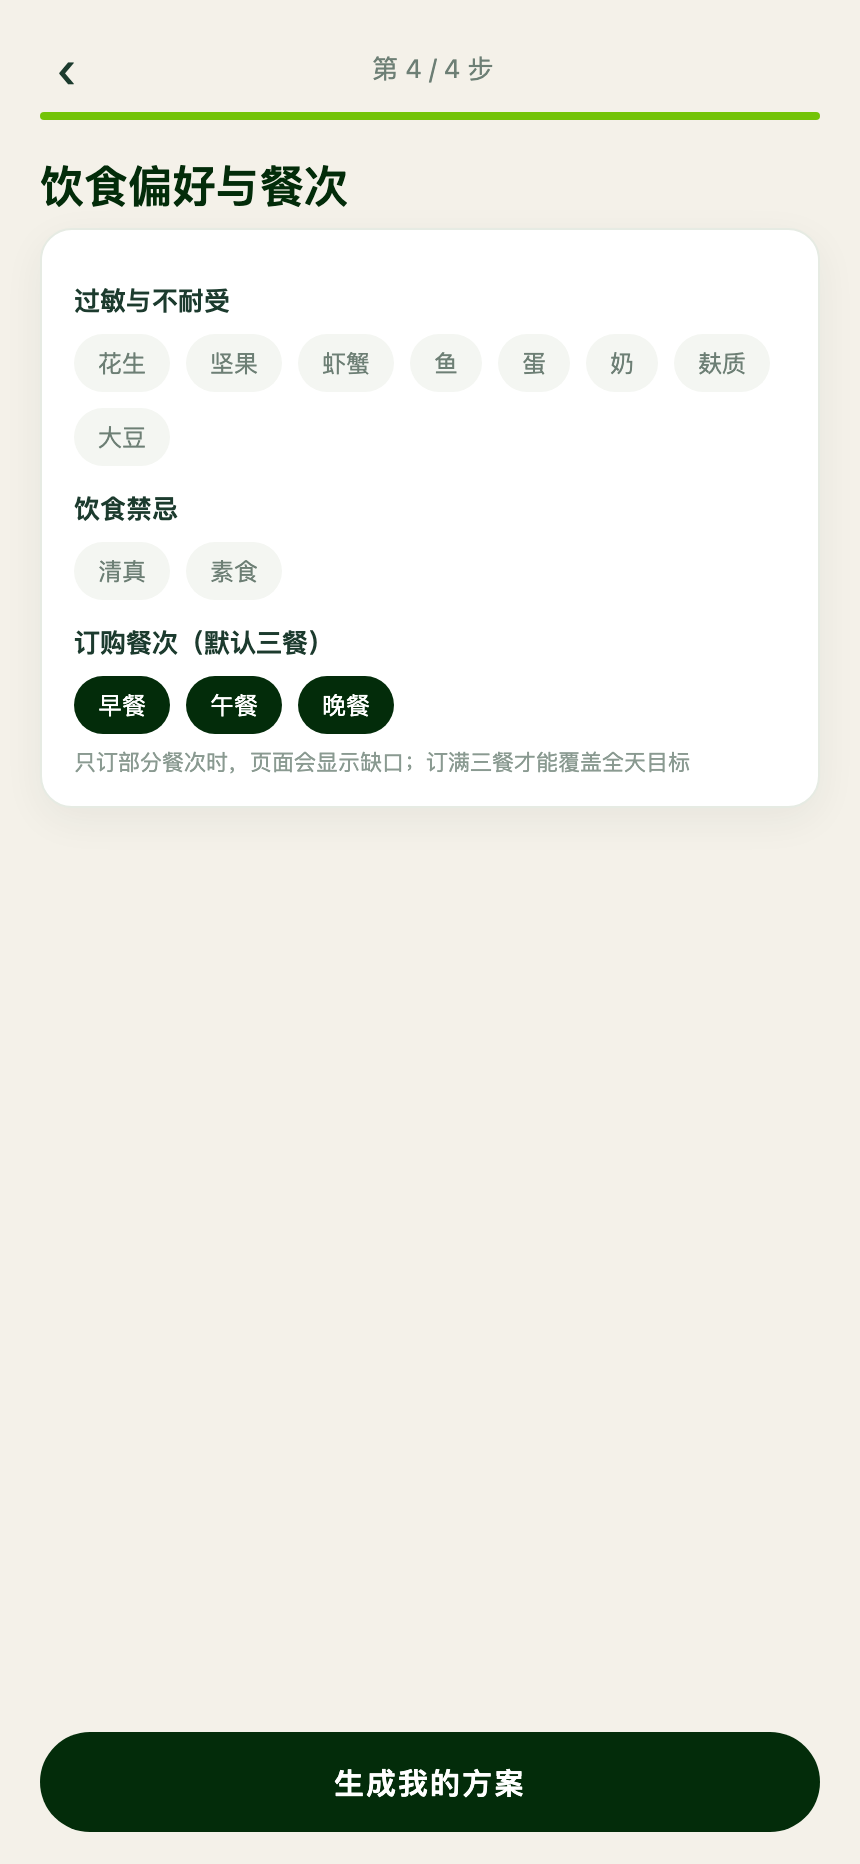 ‹
第 4 / 4 步
饮食偏好与餐次
过敏与不耐受
花生 坚果 虾蟹 鱼 蛋 奶 麸质
大豆
饮食禁忌
清真 素食
订购餐次（默认三餐）
早餐 午餐 晚餐
只订部分餐次时，页面会显示缺口；订满三餐才能覆盖全天目标
生成我的方案